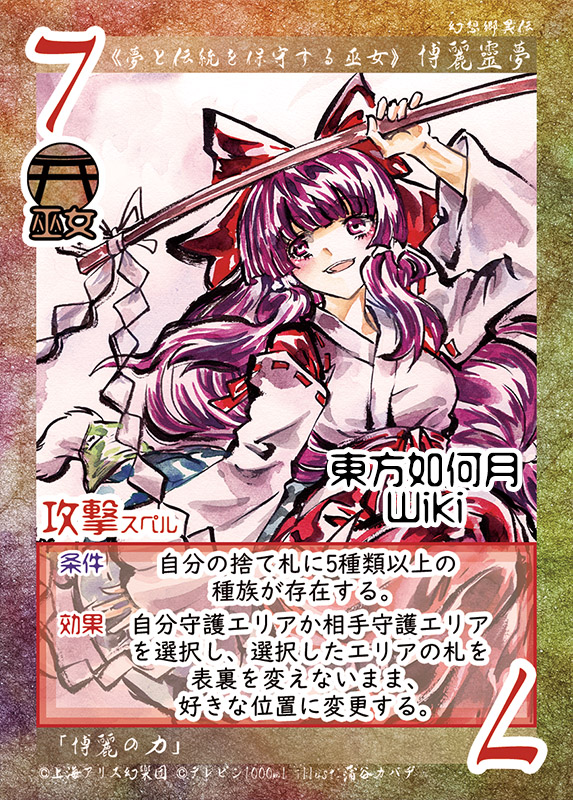 幻想郷異伝
7
《夢と伝統を保守する巫女》 博麗霊夢
巫女
東方如何月
Wiki
攻撃スペル
条件 自分の捨て札に5種類以上の
種族が存在する。
効果 自分守護エリアか相手守護エリア
を選択し、選択したエリアの札を
表裏を変えないまま、
好きな位置に変更する。
「博麗の力」
7
©上海アリス幻樂団 ©テレピン1000ml illust:蒲谷カバヂ